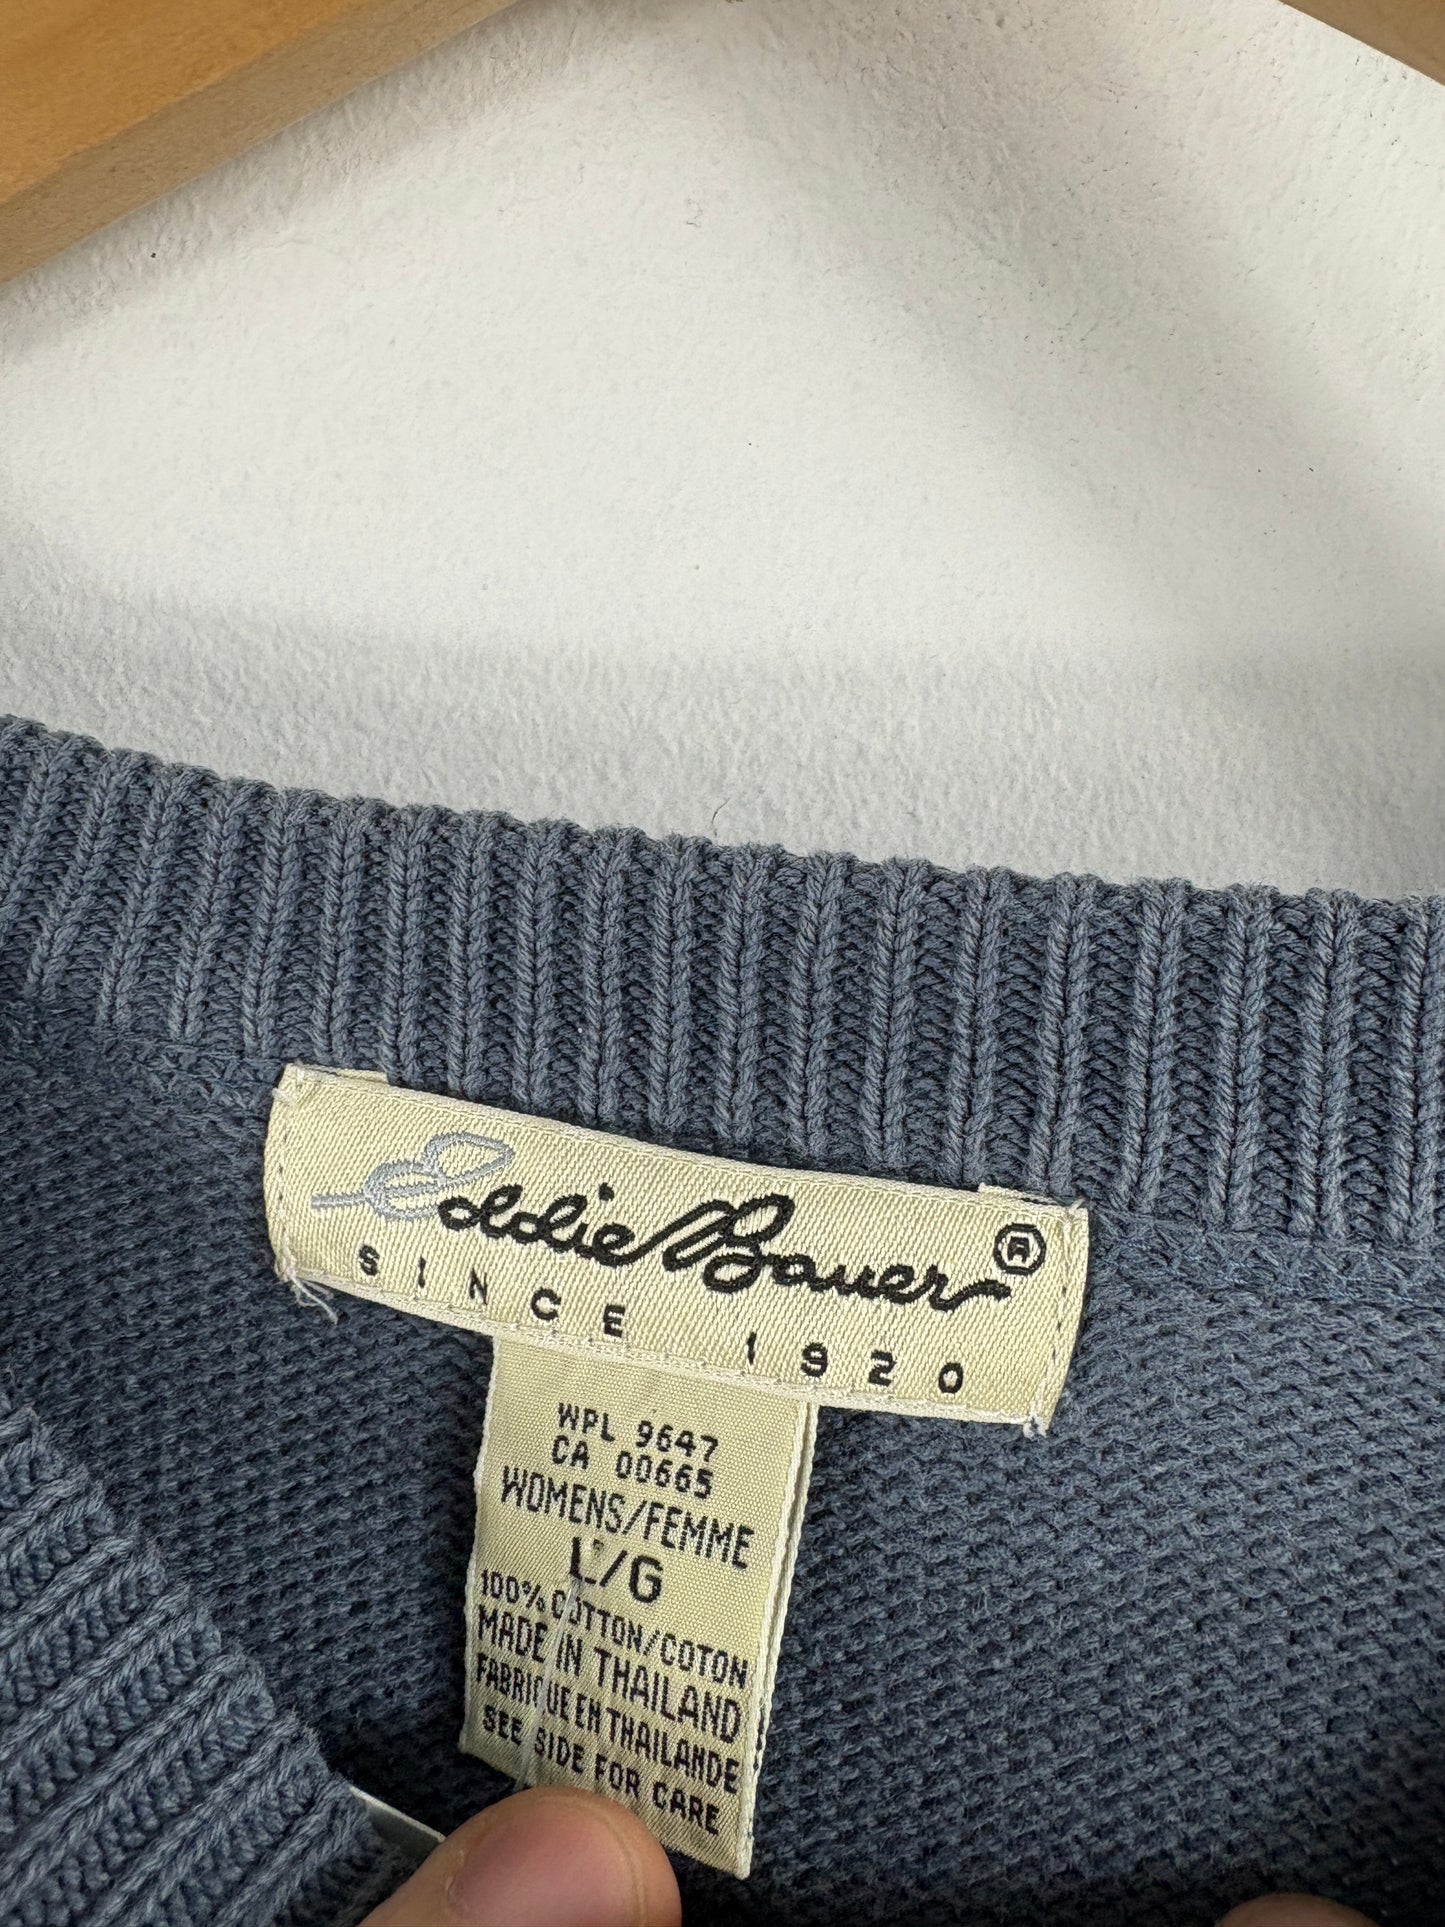 Eddie Bauer ®
SINCE 1920
WPL 9647
CA 00665
WOMENS/FEMME
L/G
100% COTTON/COTON
MADE IN THAILAND
FABRIQUE EN THAILANDE
SEE SIDE FOR CARE